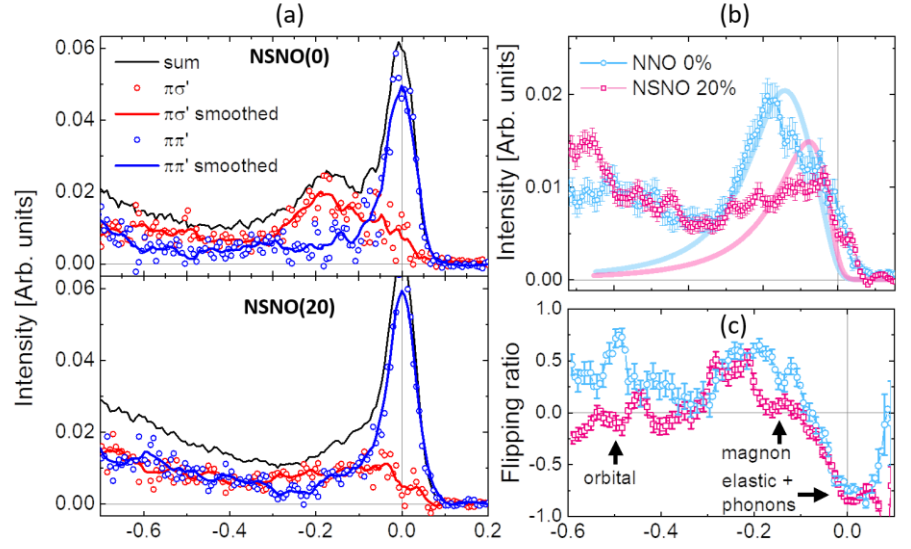 (a)
NSNO(0)
sum
πσ'
πσ' smoothed
ππ'
ππ' smoothed
0.06
0.04
0.02
0.00
NSNO(20)
0.06
0.04
0.02
0.00
-0.6
-0.4
-0.2
0.0
0.2
Intensity [Arb. units]
(b)
NNO 0%
NSNO 20%
0.02
0.01
0.00
Intensity [Arb. units]
(c)
1.0
0.5
0.0
-0.5
-1.0
Flipping ratio
orbital
magnon
elastic +
phonons
-0.6
-0.4
-0.2
0.0